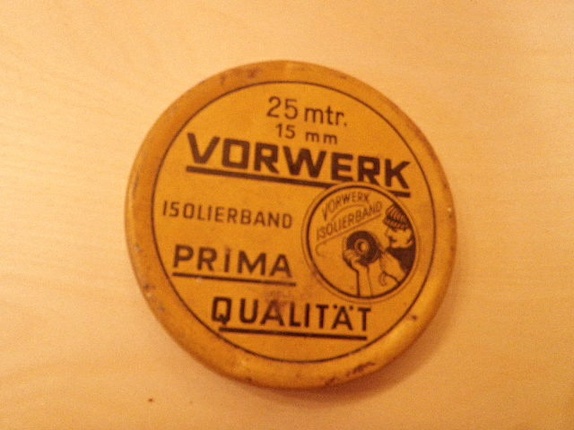 25 mtr.
15 mm
VORWERK
ISOLIERBAND
VORWERK
ISOLIERBAND
PRIMA
QUALITÄT